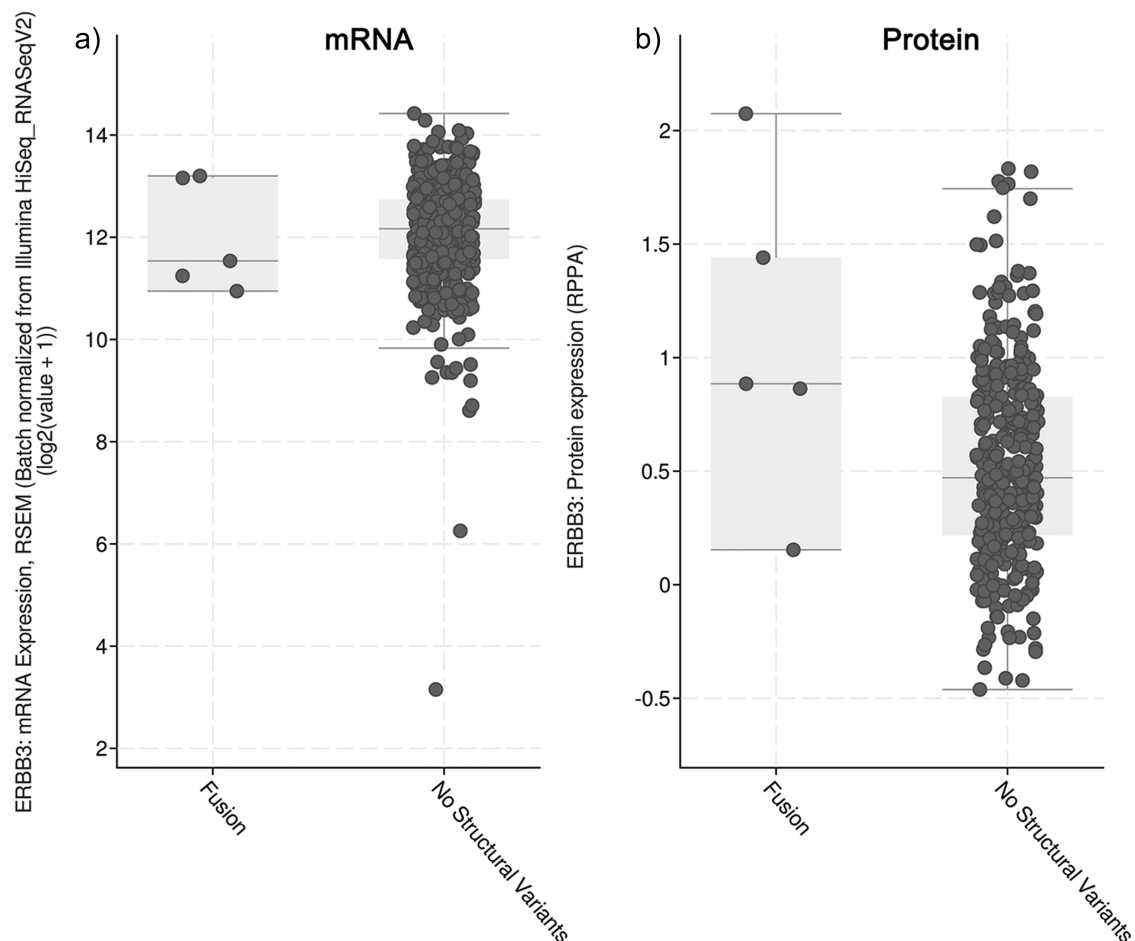 a)
mRNA
ERBB3: mRNA Expression, RSEM (Batch normalized from Illumina HiSeq_RNASeqV2)
(log2(value + 1))
14
12
10
8
6
4
2
Fusion
No Structural Variants
b)
Protein
ERBB3: Protein expression (RPPA)
2
1.5
1
0.5
0
-0.5
Fusion
No Structural Variants